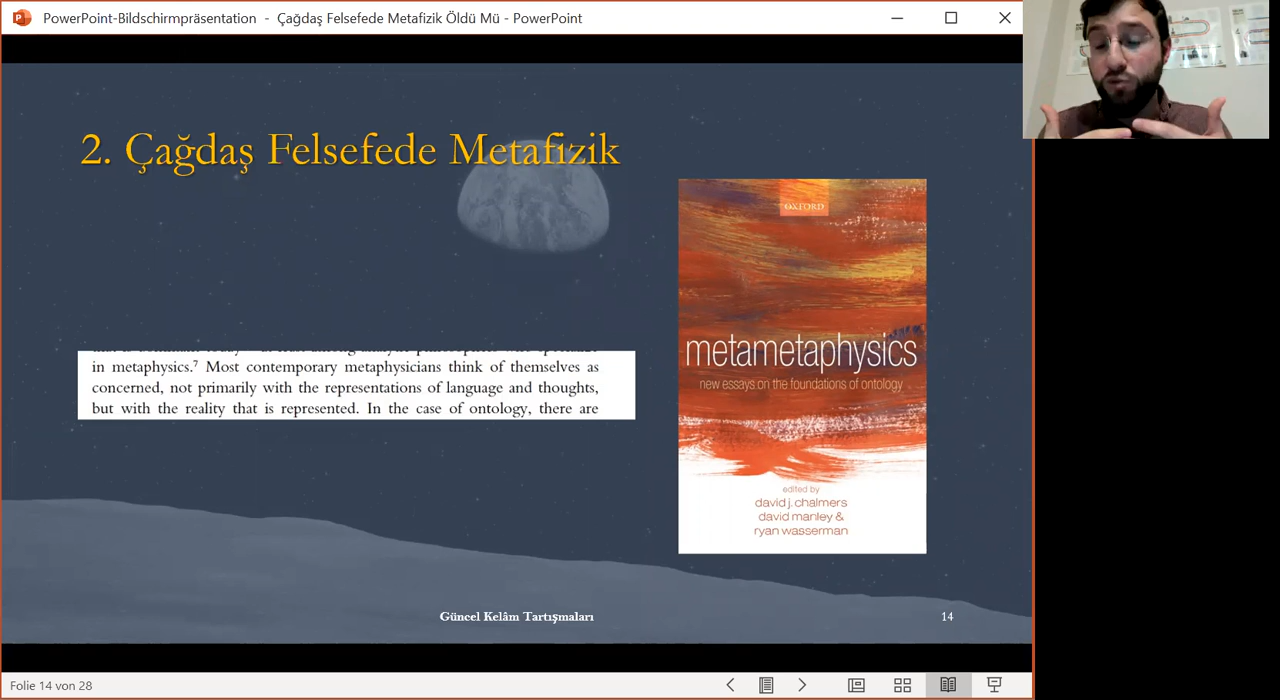 PowerPoint-Bildschirmpräsentation - Çağdaş Felsefede Metafizik Öldü Mü - PowerPoint
2. Çağdaş Felsefede Metafizik
in metaphysics.⁷ Most contemporary metaphysicians think of themselves as
concerned, not primarily with the representations of language and thoughts,
but with the reality that is represented. In the case of ontology, there are
OXFORD
metametaphysics
new essays on the foundations of ontology
edited by
david j. chalmers
david manley &
ryan wasserman
Güncel Kelâm Tartışmaları
14
Folie 14 von 28